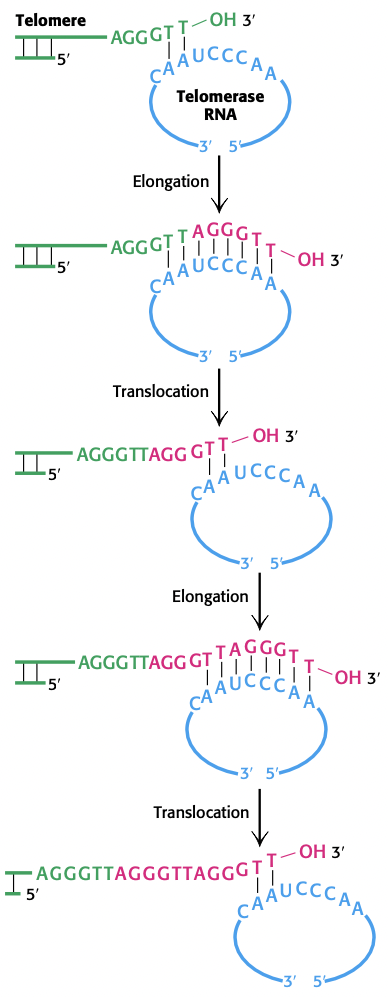 Telomere
AGGGTT OH 3′
5′
CAAUCCCAA
Telomerase
RNA
3′ 5′
Elongation
AGGGTTAGGGTT OH 3′
5′
CAAUCCCAA
3′ 5′
Translocation
AGGGTTAGGGTT OH 3′
5′
CAAUCCCAA
3′ 5′
Elongation
AGGGTTAGGGTTAGGGTT OH 3′
5′
CAAUCCCAA
3′ 5′
Translocation
AGGGTTAGGGTTAGGGTT OH 3′
5′
CAAUCCCAA
3′ 5′